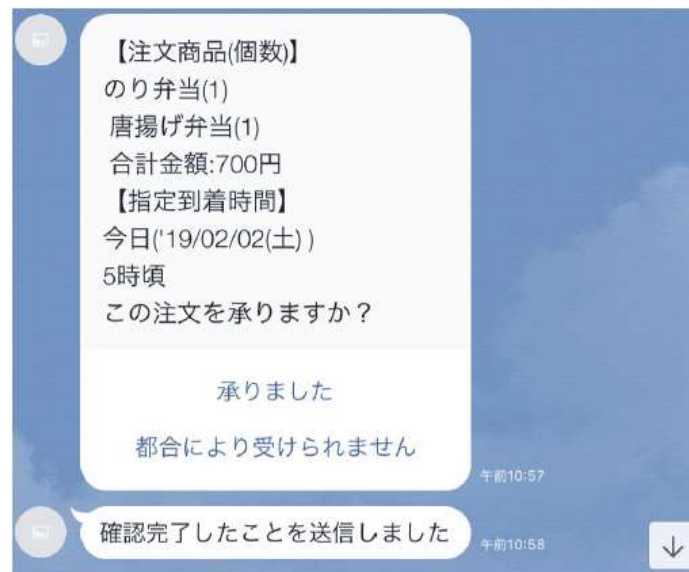 【注文商品(個数)】
のり弁当(1)
唐揚げ弁当(1)
合計金額:700円
【指定到着時間】
今日('19/02/02(土) )
5時頃
この注文を承りますか？
承りました
都合により受けられません
午前10:57
確認完了したことを送信しました
午前10:58